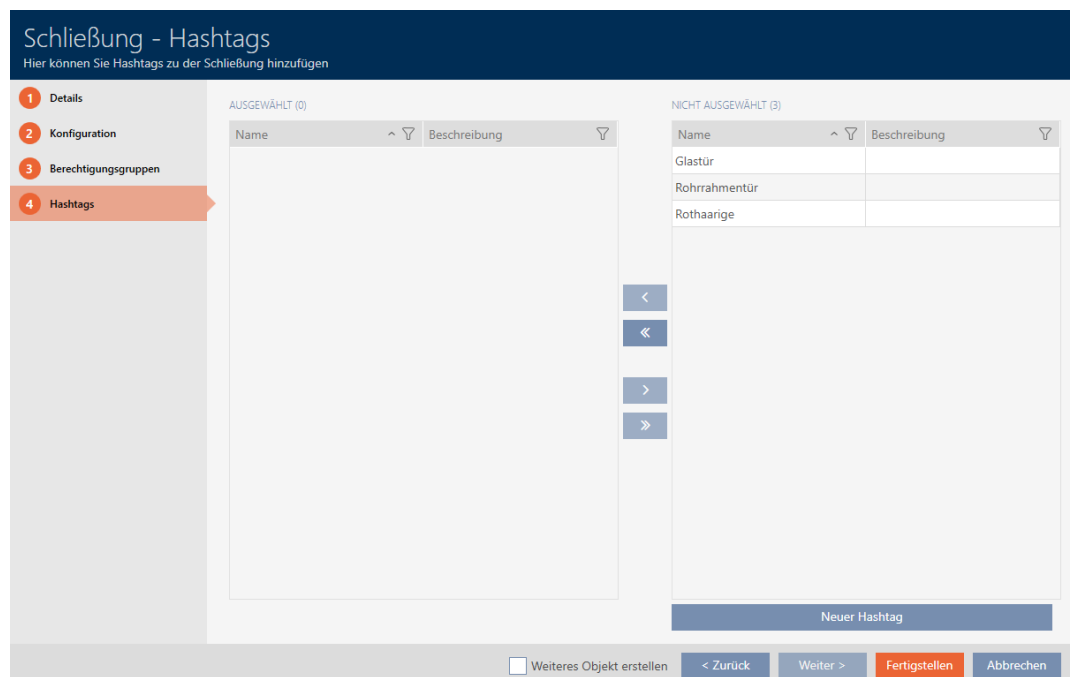 Schließung - Hashtags
Hier können Sie Hashtags zu der Schließung hinzufügen
1 Details
2 Konfiguration
3 Berechtigungsgruppen
4 Hashtags
AUSGEWÄHLT (0)
Name Beschreibung
NICHT AUSGEWÄHLT (3)
Name Beschreibung
Glastür
Rohrrahmentür
Rothaarige
Neuer Hashtag
Weiteres Objekt erstellen < Zurück Weiter > Fertigstellen Abbrechen